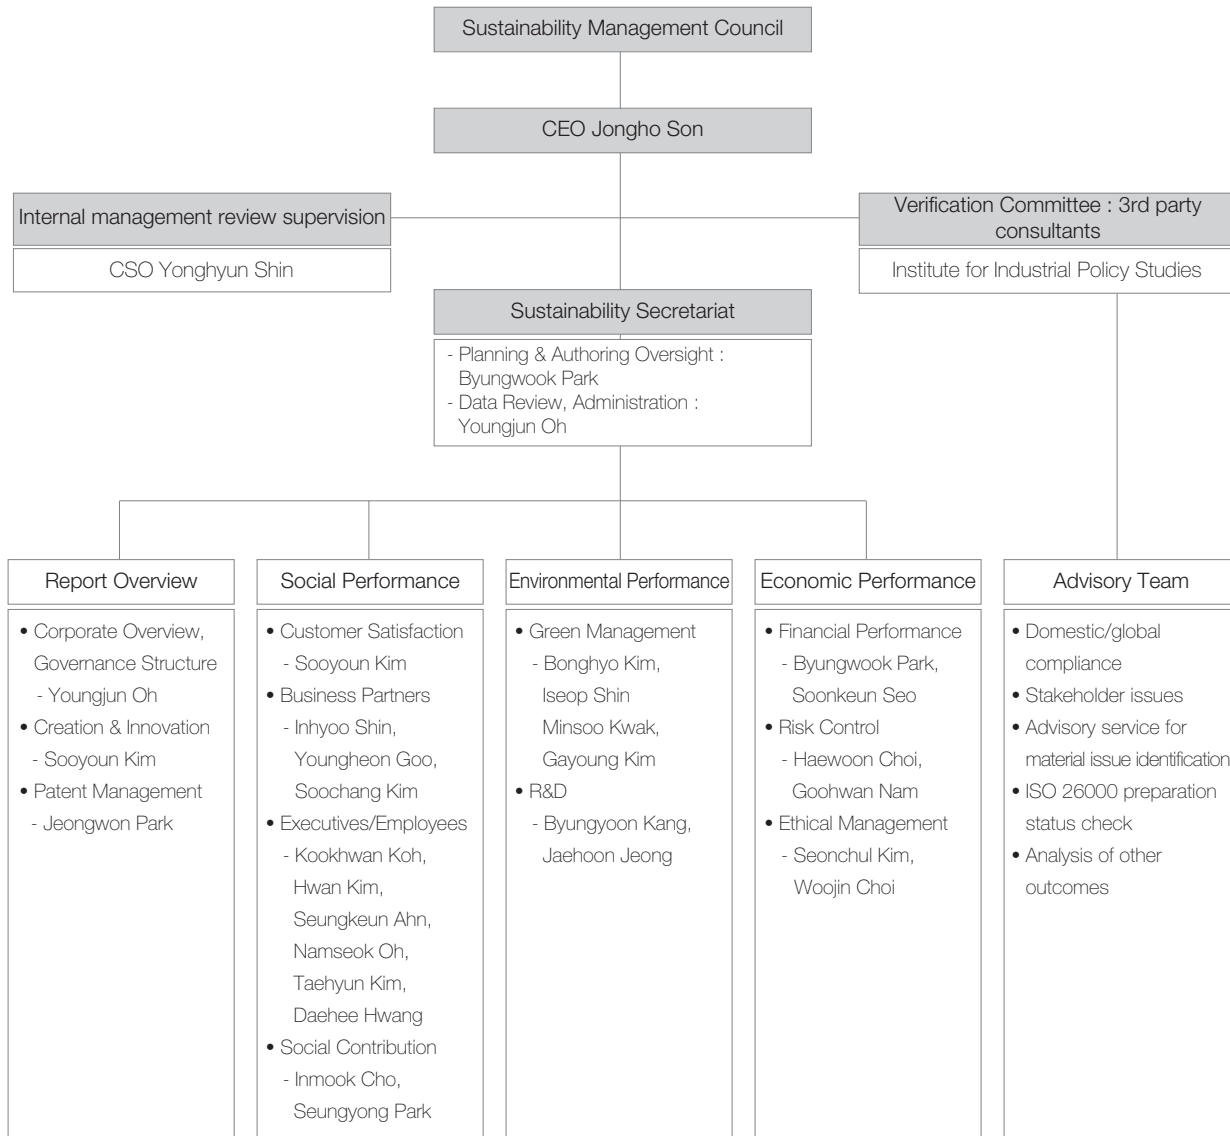 Sustainability Management Council
CEO Jongho Son
Internal management review supervision
CSO Yonghyun Shin
Verification Committee : 3rd party
consultants
Institute for Industrial Policy Studies
Sustainability Secretariat
- Planning & Authoring Oversight :
Byungwook Park
- Data Review, Administration :
Youngjun Oh
Report Overview
• Corporate Overview,
Governance Structure
- Youngjun Oh
• Creation & Innovation
- Sooyoun Kim
• Patent Management
- Jeongwon Park
Social Performance
• Customer Satisfaction
- Sooyoun Kim
• Business Partners
- Inhyoo Shin,
Youngheon Goo,
Soochang Kim
• Executives/Employees
- Kookhwan Koh,
Hwan Kim,
Seungkeun Ahn,
Namseok Oh,
Taehyun Kim,
Daehee Hwang
• Social Contribution
- Inmook Cho,
Seungyong Park
Environmental Performance
• Green Management
- Bonghyo Kim,
Iseop Shin
Minsoo Kwak,
Gayoung Kim
• R&D
- Byungyoon Kang,
Jaehoon Jeong
Economic Performance
• Financial Performance
- Byungwook Park,
Soonkeun Seo
• Risk Control
- Haewoon Choi,
Goohwan Nam
• Ethical Management
- Seonchul Kim,
Woojin Choi
Advisory Team
• Domestic/global
compliance
• Stakeholder issues
• Advisory service for
material issue identification
• ISO 26000 preparation
status check
• Analysis of other
outcomes